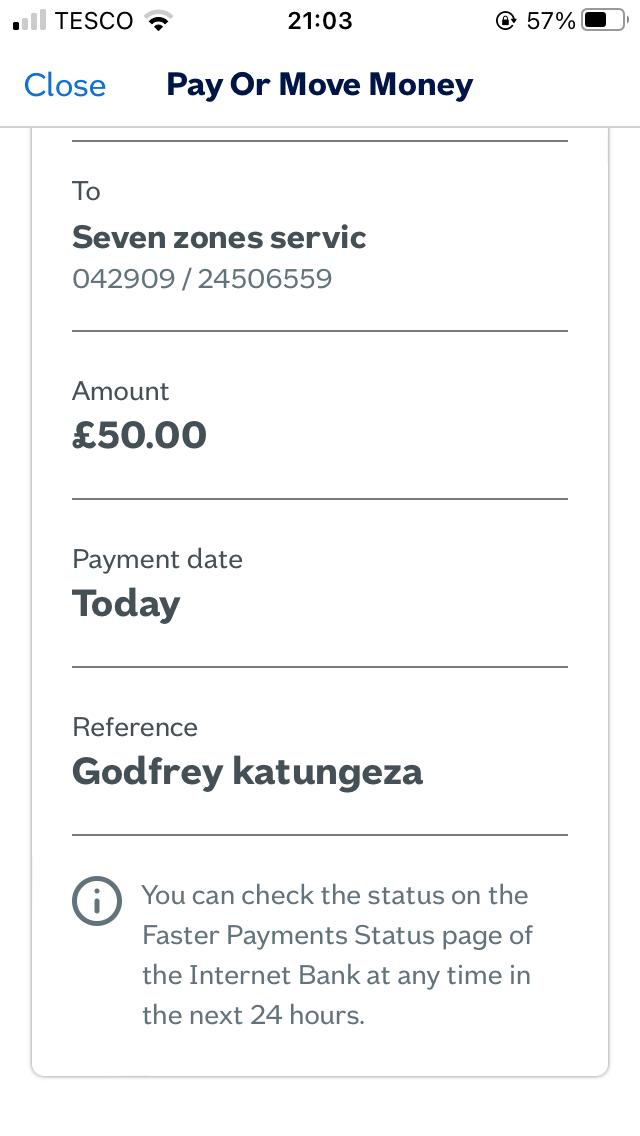 TESCO 21:03 57%
Close Pay Or Move Money
To
Seven zones servic
042909 / 24506559
Amount
£50.00
Payment date
Today
Reference
Godfrey katungeza
You can check the status on the
Faster Payments Status page of
the Internet Bank at any time in
the next 24 hours.